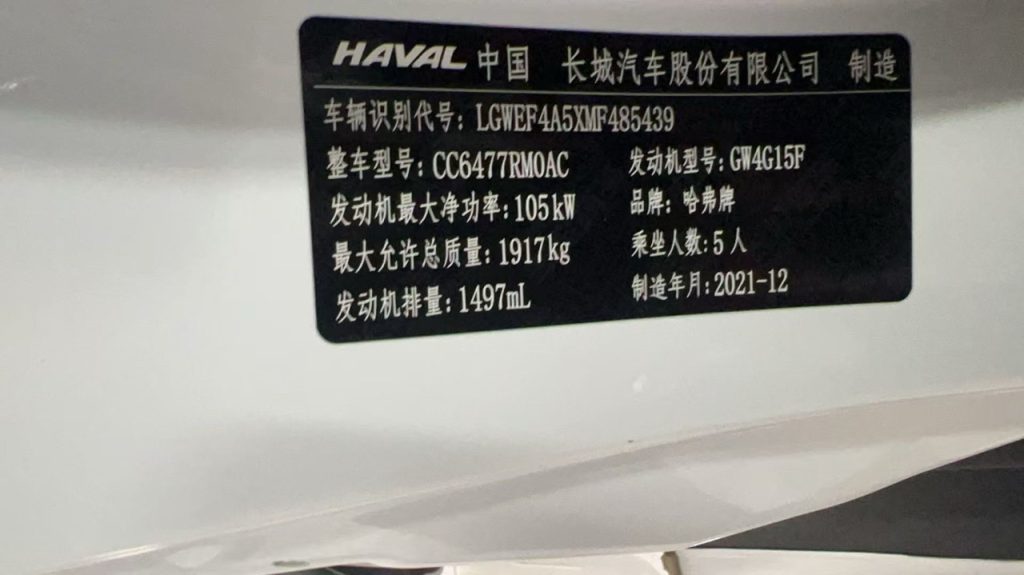 HAVAL 中国 长城汽车股份有限公司 制造
车辆识别代号: LGWEF4A5XMF485439
整车型号: CC6477RM0AC 发动机型号: GW4G15F
发动机最大净功率: 105kW 品牌: 哈弗牌
最大允许总质量: 1917kg 乘坐人数: 5人
发动机排量: 1497mL 制造年月: 2021-12